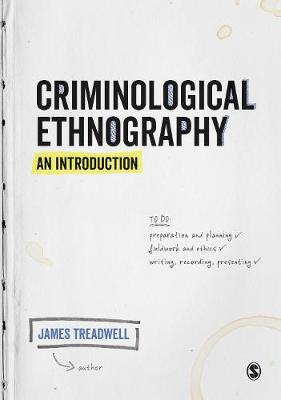 CRIMINOLOGICAL
ETHNOGRAPHY
AN INTRODUCTION
TO DO:
preparation and planning ✓
fieldwork and ethics ✓
writing, recording, presenting ✓
JAMES TREADWELL
author
S